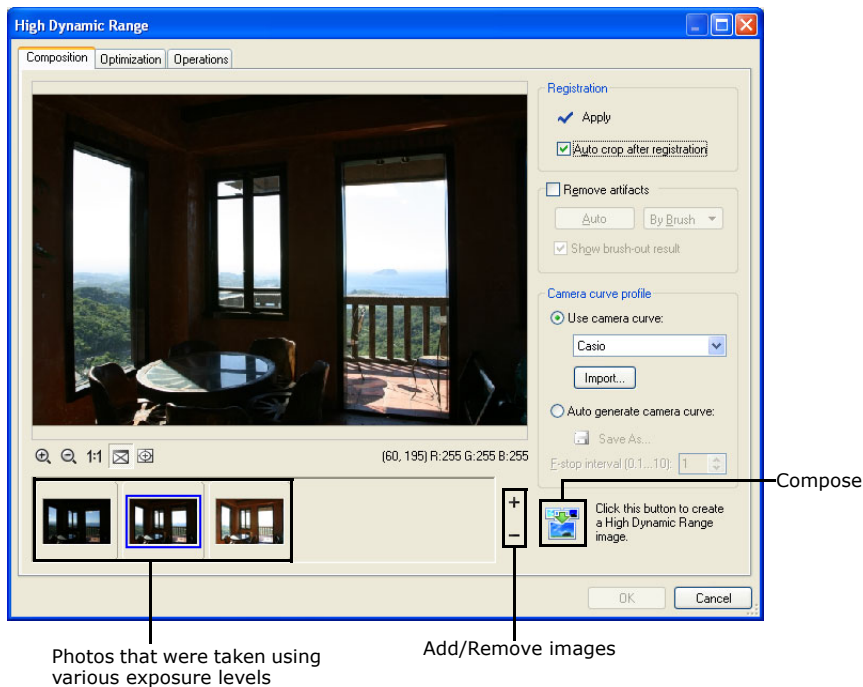 High Dynamic Range
Composition
Optimization
Operations
Registration
Apply
Auto crop after registration
Remove artifacts
Auto
By Brush
Show brush-out result
Camera curve profile
Use camera curve:
Casio
Import...
Auto generate camera curve:
Save As...
F-stop interval (0.1...10): 1
1:1
(60, 195) R:255 G:255 B:255
+
−
Click this button to create
a High Dynamic Range
image.
Compose
OK
Cancel
Photos that were taken using
various exposure levels
Add/Remove images